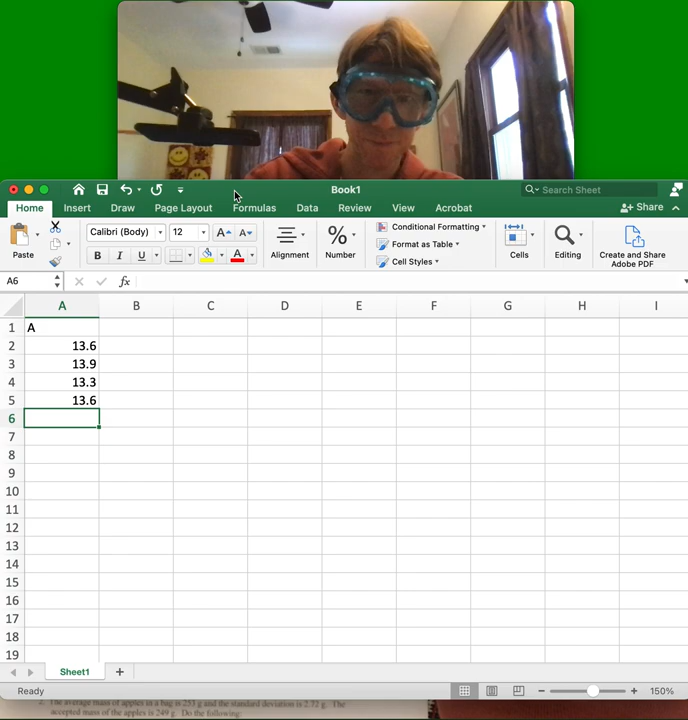 Book1
Search Sheet
Home Insert Draw Page Layout Formulas Data Review View Acrobat Share
Paste
Calibri (Body) 12 A A
B I U A
Alignment
%
Number
Conditional Formatting
Format as Table
Cell Styles
Cells
Editing
Create and Share
Adobe PDF
A6 fx
A B C D E F G H I
1 A
2 13.6
3 13.9
4 13.3
5 13.6
6
7
8
9
10
11
12
13
14
15
16
17
18
19
Sheet1
Ready 150%
2. The average mass of apples in a bag is 253 g and the standard deviation is 2.72 g. The
accepted mass of the apples is 249 g. Do the following: